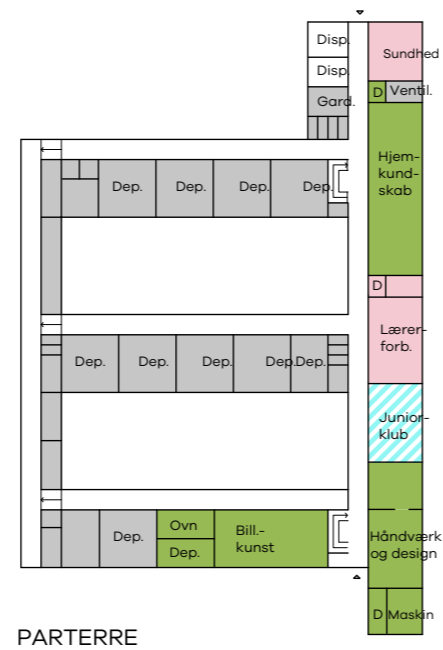 Disp.
Sundhed
Disp.
D
Ventil.
Gard.
Hjem-
kund-
skab
Dep.
Dep.
Dep.
Dep.
D
Lærer-
forb.
Dep.
Dep.
Dep.
Dep.
Dep.
Junior-
klub
Ovn
Bill.-
kunst
Dep.
Dep.
Håndværk
og design
D
Maskin
PARTERRE